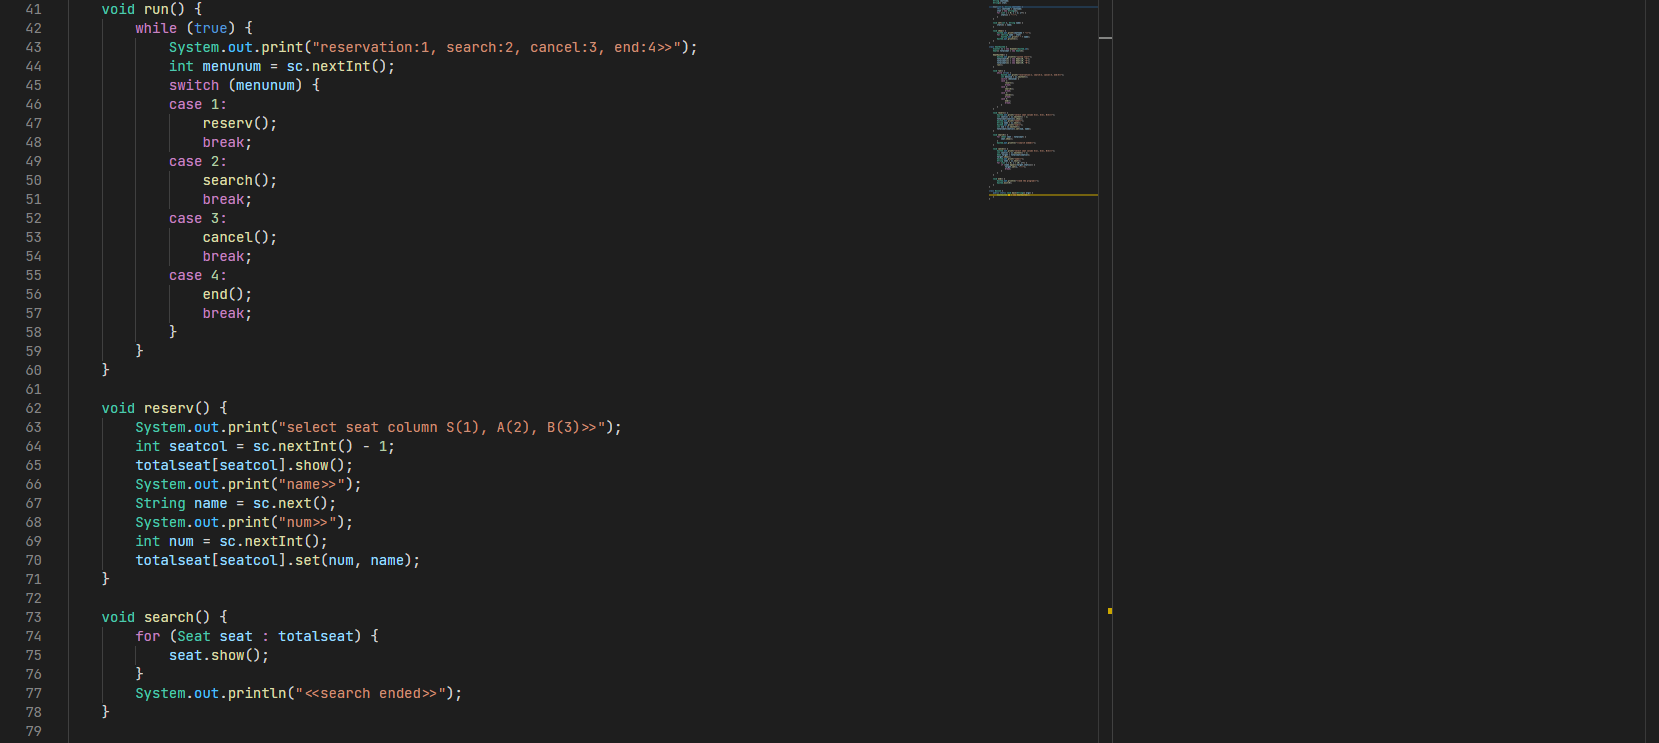 41 void run() {
42 while (true) {
43 System.out.print("reservation:1, search:2, cancel:3, end:4>>");
44 int menunum = sc.nextInt();
45 switch (menunum) {
46 case 1:
47 reserv();
48 break;
49 case 2:
50 search();
51 break;
52 case 3:
53 cancel();
54 break;
55 case 4:
56 end();
57 break;
58 }
59 }
60 }
61
62 void reserv() {
63 System.out.print("select seat column S(1), A(2), B(3)>>");
64 int seatcol = sc.nextInt() - 1;
65 totalseat[seatcol].show();
66 System.out.print("name>>");
67 String name = sc.next();
68 System.out.print("num>>");
69 int num = sc.nextInt();
70 totalseat[seatcol].set(num, name);
71 }
72
73 void search() {
74 for (Seat seat : totalseat) {
75 seat.show();
76 }
77 System.out.println("<<search ended>>");
78 }
79